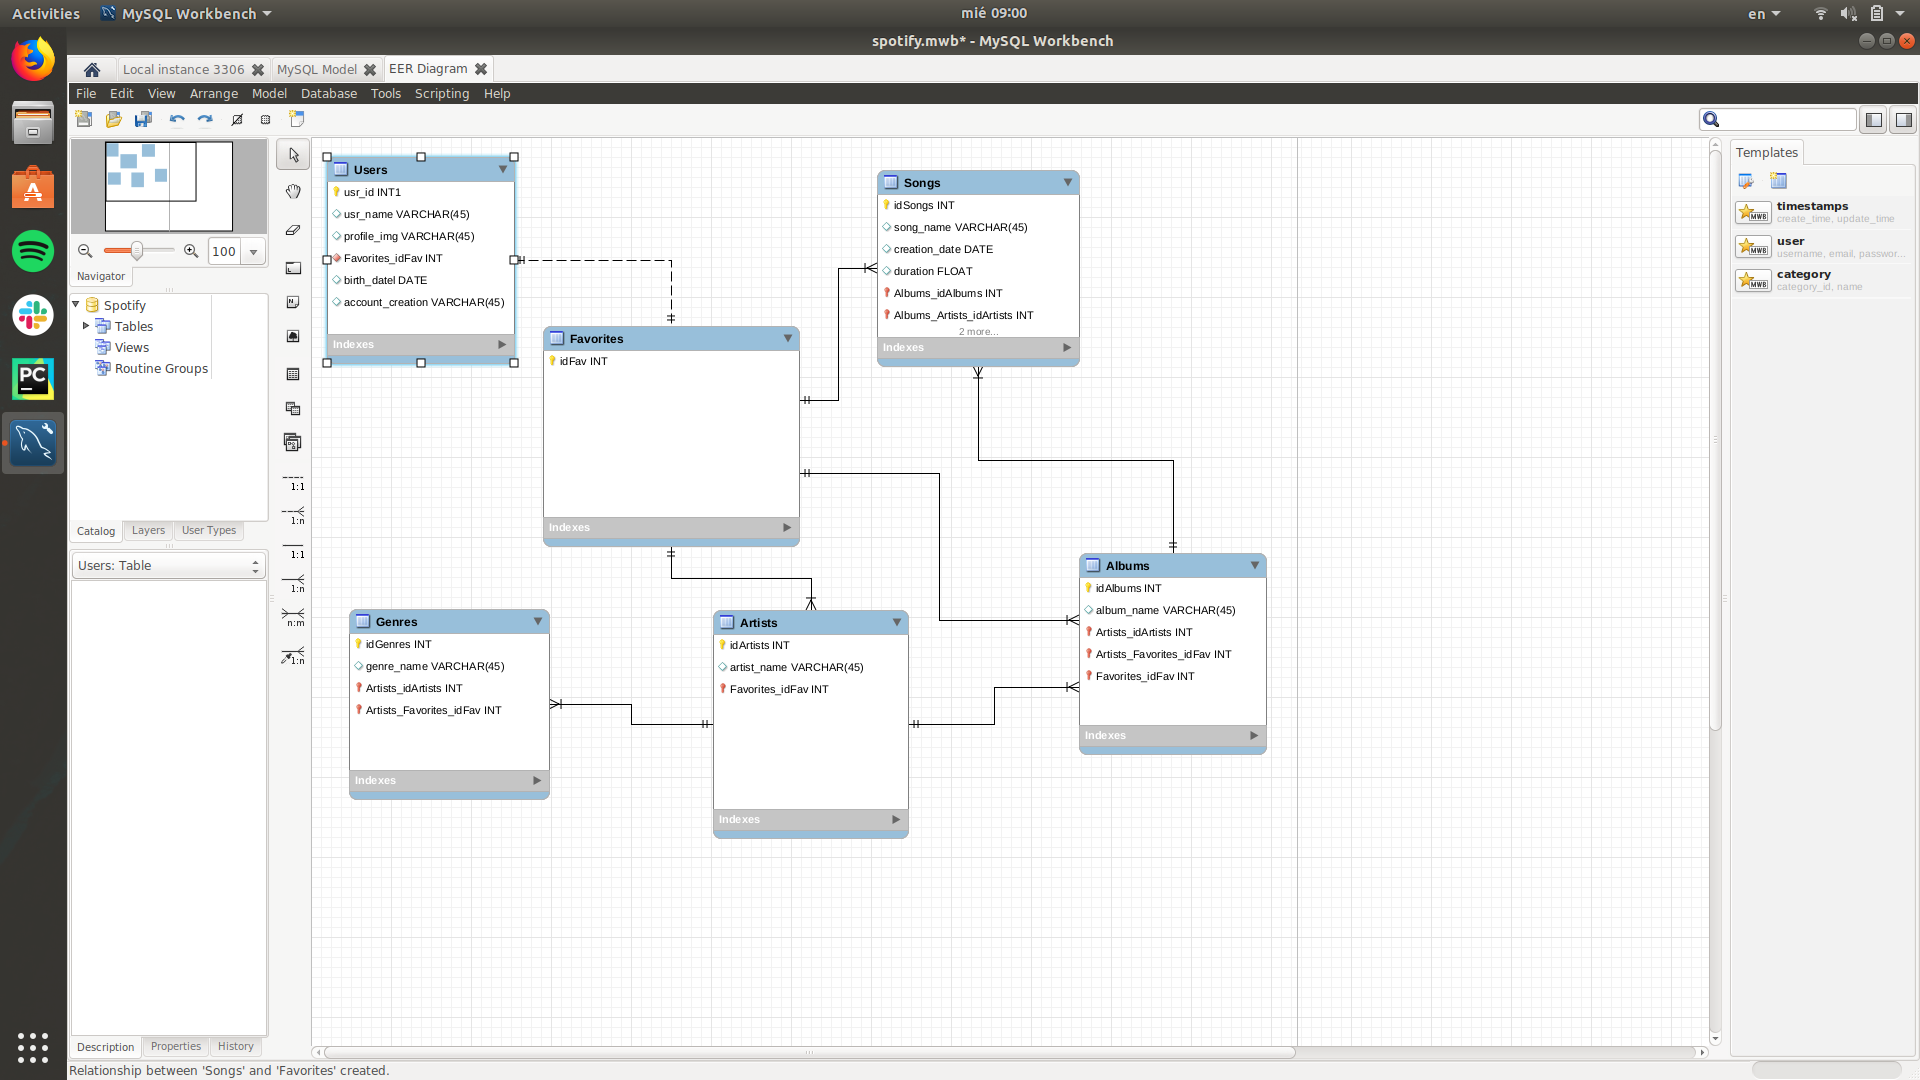 Activities
MySQL Workbench
mié 09:00
en
spotify.mwb* - MySQL Workbench
Local instance 3306
MySQL Model
EER Diagram
File Edit View Arrange Model Database Tools Scripting Help
100
Navigator
Spotify
Tables
Views
Routine Groups
Catalog Layers User Types
Users: Table
Description Properties History
Relationship between 'Songs' and 'Favorites' created.
1:1
1:n
1:1
1:n
n:m
1:n
Users
usr_id INT1
usr_name VARCHAR(45)
profile_img VARCHAR(45)
Favorites_idFav INT
birth_datel DATE
account_creation VARCHAR(45)
Indexes
Favorites
idFav INT
Indexes
Songs
idSongs INT
song_name VARCHAR(45)
creation_date DATE
duration FLOAT
Albums_idAlbums INT
Albums_Artists_idArtists INT
2 more...
Indexes
Genres
idGenres INT
genre_name VARCHAR(45)
Artists_idArtists INT
Artists_Favorites_idFav INT
Indexes
Artists
idArtists INT
artist_name VARCHAR(45)
Favorites_idFav INT
Indexes
Albums
idAlbums INT
album_name VARCHAR(45)
Artists_idArtists INT
Artists_Favorites_idFav INT
Favorites_idFav INT
Indexes
Templates
timestamps
create_time, update_time
user
username, email, passwor...
category
category_id, name
MWB
MWB
MWB
PC